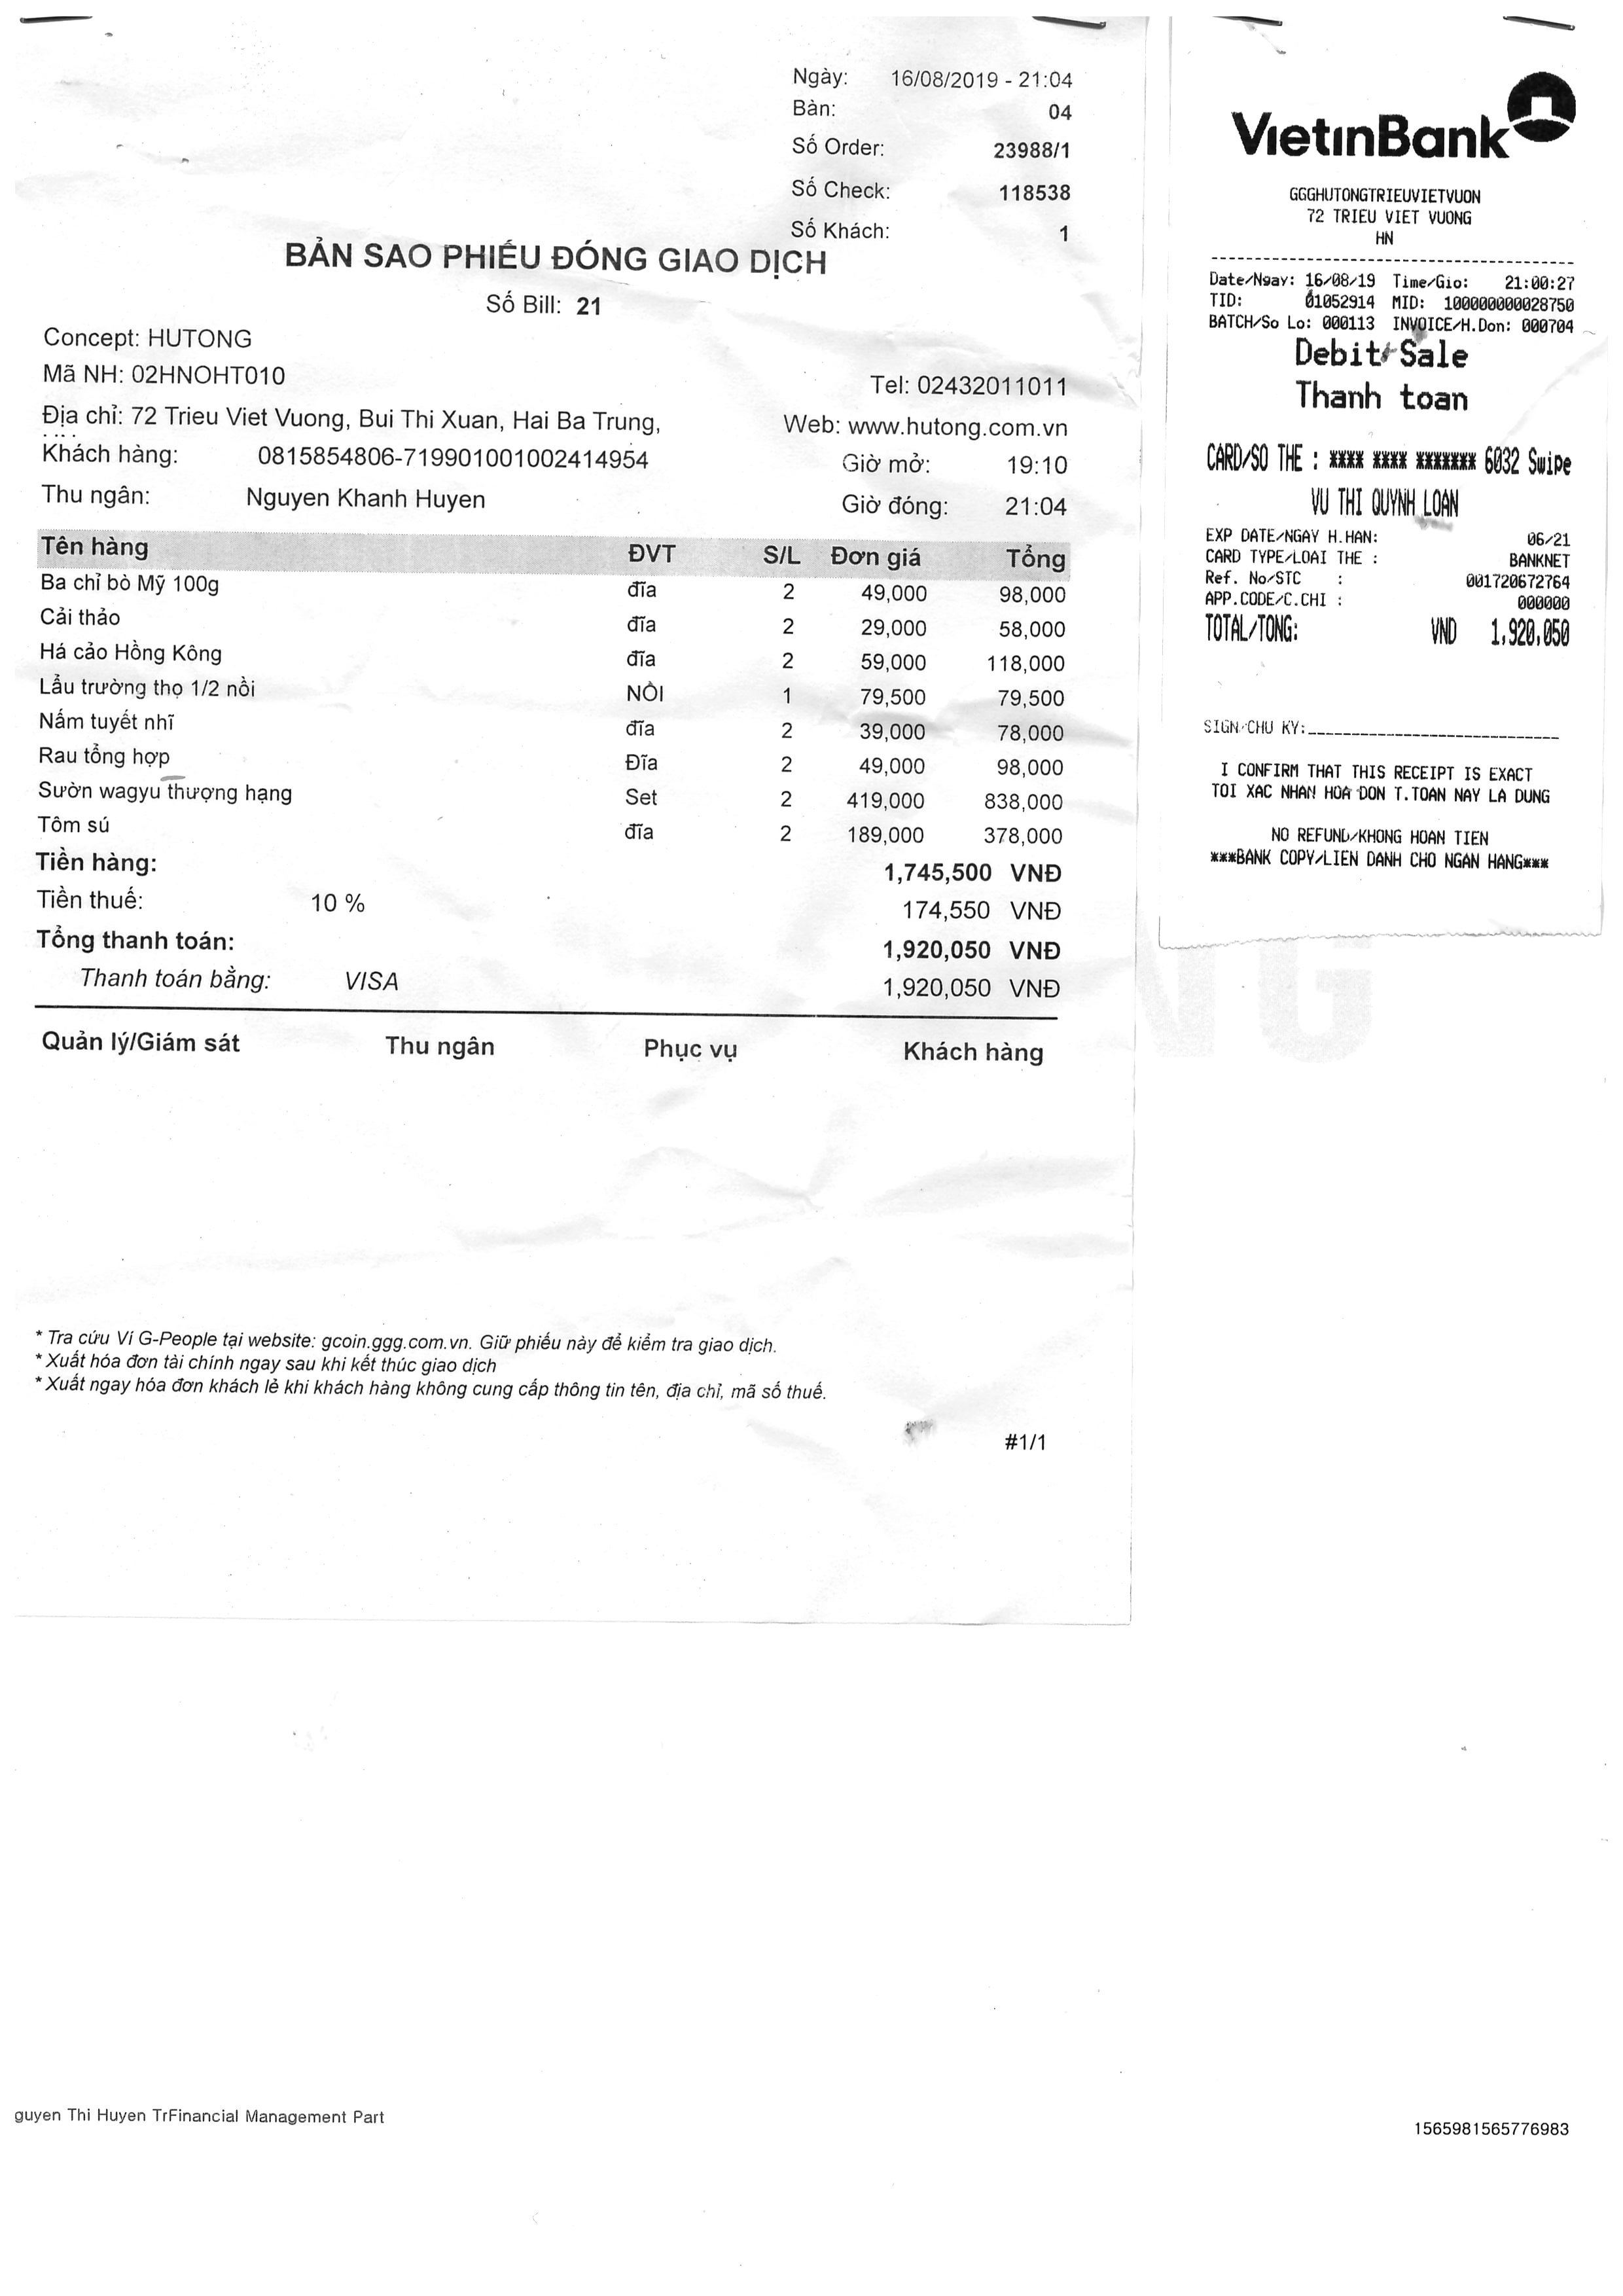 Ngày: 16/08/2019 - 21:04
Bàn: 04
Số Order: 23988/1
Số Check: 118538
Số Khách: 1
BẢN SAO PHIẾU ĐÓNG GIAO DỊCH
Số Bill: 21
Concept: HUTONG
Mã NH: 02HNOHT010
Tel: 02432011011
Địa chỉ: 72 Trieu Viet Vuong, Bui Thi Xuan, Hai Ba Trung,
Web: www.hutong.com.vn
Khách hàng: 0815854806-719901001002414954
Giờ mở: 19:10
Thu ngân: Nguyen Khanh Huyen
Giờ đóng: 21:04
Tên hàng ĐVT S/L Đơn giá Tổng
Ba chỉ bò Mỹ 100g đĩa 2 49,000 98,000
Cải thảo đĩa 2 29,000 58,000
Há cảo Hồng Kông đĩa 2 59,000 118,000
Lẩu trường thọ 1/2 nồi NỒI 1 79,500 79,500
Nấm tuyết nhĩ đĩa 2 39,000 78,000
Rau tổng hợp Đĩa 2 49,000 98,000
Sườn wagyu thượng hạng Set 2 419,000 838,000
Tôm sú đĩa 2 189,000 378,000
Tiền hàng: 1,745,500 VNĐ
Tiền thuế: 10 % 174,550 VNĐ
Tổng thanh toán: 1,920,050 VNĐ
Thanh toán bằng: VISA 1,920,050 VNĐ
Quản lý/Giám sát Thu ngân Phục vụ Khách hàng
* Tra cứu Ví G-People tại website: gcoin.ggg.com.vn. Giữ phiếu này để kiểm tra giao dịch.
* Xuất hóa đơn tài chính ngay sau khi kết thúc giao dịch
* Xuất ngay hóa đơn khách lẻ khi khách hàng không cung cấp thông tin tên, địa chỉ, mã số thuế.
#1/1
VietinBank
GGGHUTONGTRIEUVIETVUON
72 TRIEU VIET VUONG
HN
Date/Ngay: 16/08/19 Time/Gio: 21:00:27
TID: 01052914 MID: 100000000028750
BATCH/So Lo: 000113 INVOICE/H.Don: 000704
Debit Sale
Thanh toan
CARD/SO THE : **** **** ******* 6032 Swipe
VU THI QUYNH LOAN
EXP DATE/NGAY H.HAN: 06/21
CARD TYPE/LOAI THE : BANKNET
Ref. No/STC : 001720672764
APP.CODE/C.CHI : 000000
TOTAL/TONG: VND 1,920,050
SIGN/CHU KY:
I CONFIRM THAT THIS RECEIPT IS EXACT
TOI XAC NHAN HOA DON T.TOAN NAY LA DUNG
NO REFUND/KHONG HOAN TIEN
***BANK COPY/LIEN DANH CHO NGAN HANG***
NG
guyen Thi Huyen TrFinancial Management Part
1565981565776983